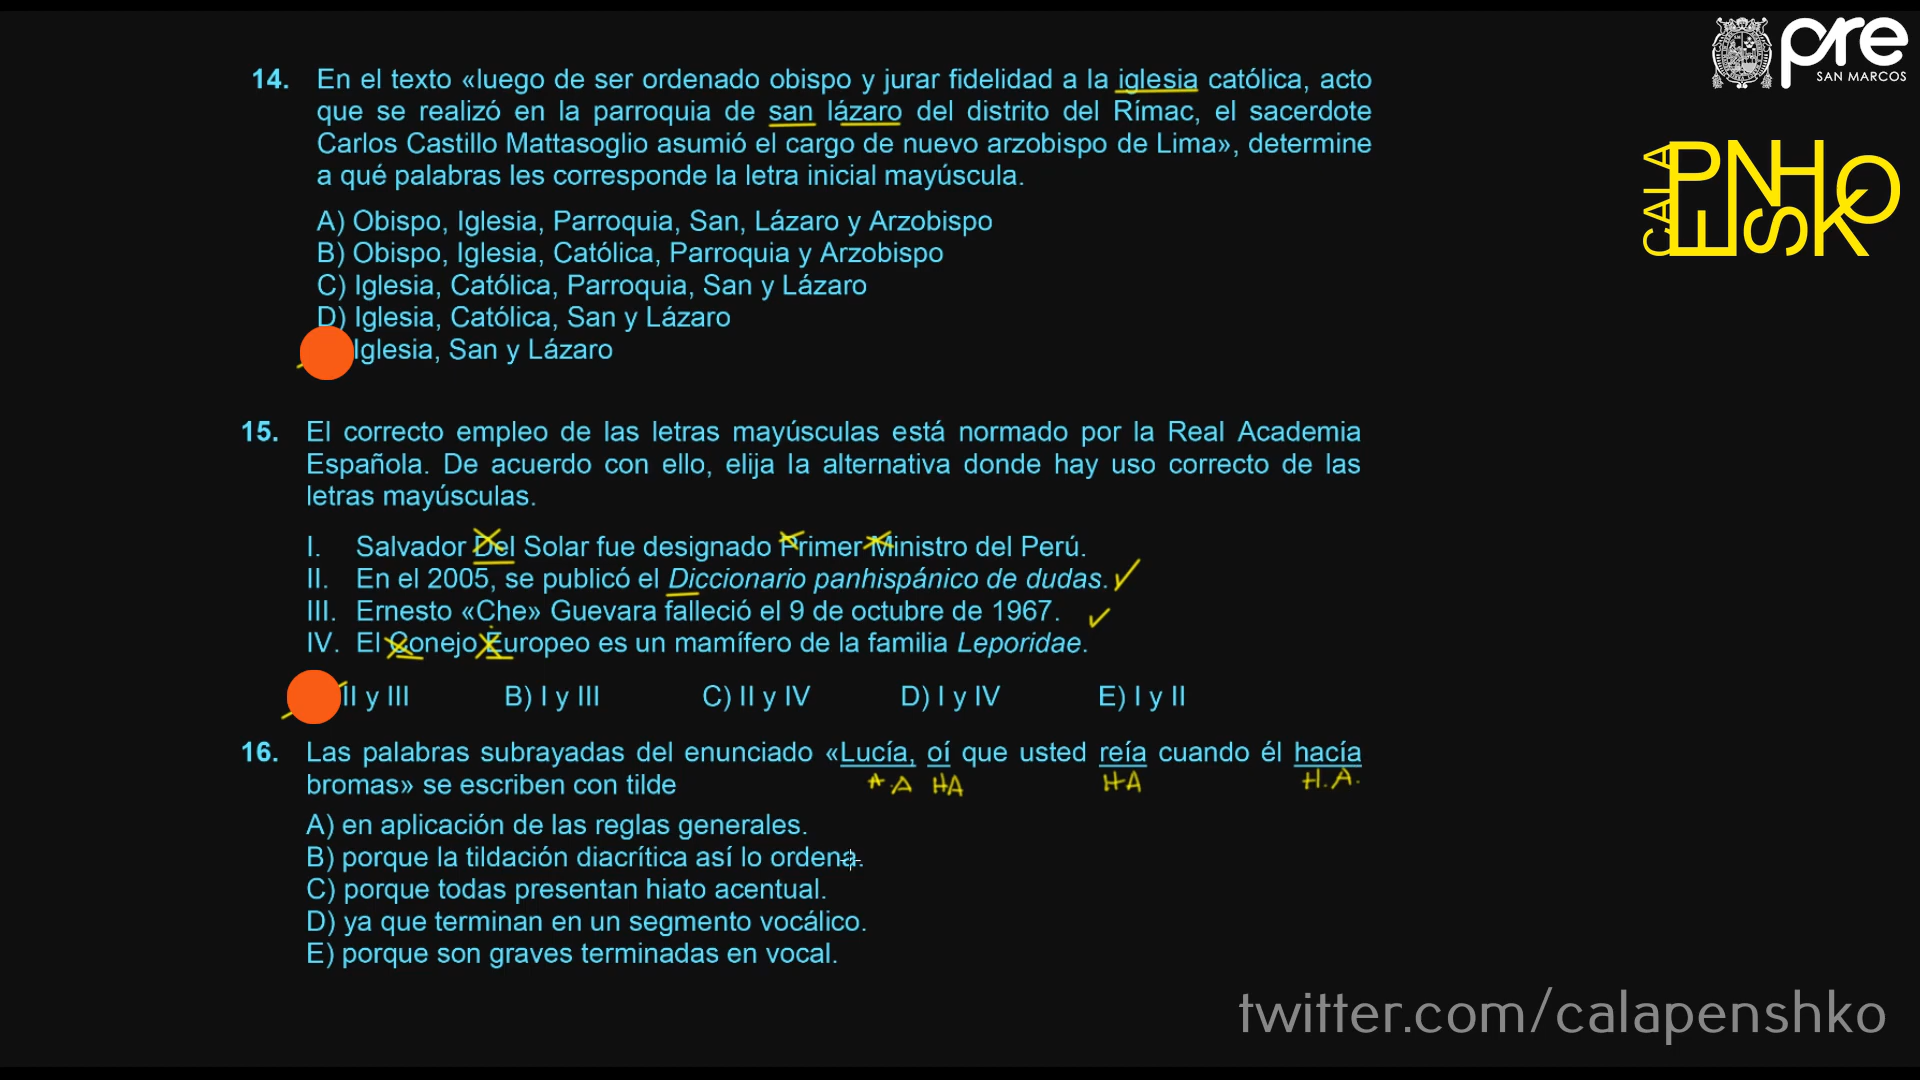 pre
SAN MARCOS
CALA
PENSHKO
14. En el texto «luego de ser ordenado obispo y jurar fidelidad a la iglesia católica, acto
que se realizó en la parroquia de san lázaro del distrito del Rímac, el sacerdote
Carlos Castillo Mattasoglio asumió el cargo de nuevo arzobispo de Lima», determine
a qué palabras les corresponde la letra inicial mayúscula.
A) Obispo, Iglesia, Parroquia, San, Lázaro y Arzobispo
B) Obispo, Iglesia, Católica, Parroquia y Arzobispo
C) Iglesia, Católica, Parroquia, San y Lázaro
D) Iglesia, Católica, San y Lázaro
Iglesia, San y Lázaro
15. El correcto empleo de las letras mayúsculas está normado por la Real Academia
Española. De acuerdo con ello, elija la alternativa donde hay uso correcto de las
letras mayúsculas.
I. Salvador Del Solar fue designado Primer Ministro del Perú.
II. En el 2005, se publicó el Diccionario panhispánico de dudas.
III. Ernesto «Che» Guevara falleció el 9 de octubre de 1967.
IV. El Conejo Europeo es un mamífero de la familia Leporidae.
II y III B) I y III C) II y IV D) I y IV E) I y II
16. Las palabras subrayadas del enunciado «Lucía, oí que usted reía cuando él hacía
H.A HA HA H.A.
bromas» se escriben con tilde
A) en aplicación de las reglas generales.
B) porque la tildación diacrítica así lo ordena.
C) porque todas presentan hiato acentual.
D) ya que terminan en un segmento vocálico.
E) porque son graves terminadas en vocal.
twitter.com/calapenshko